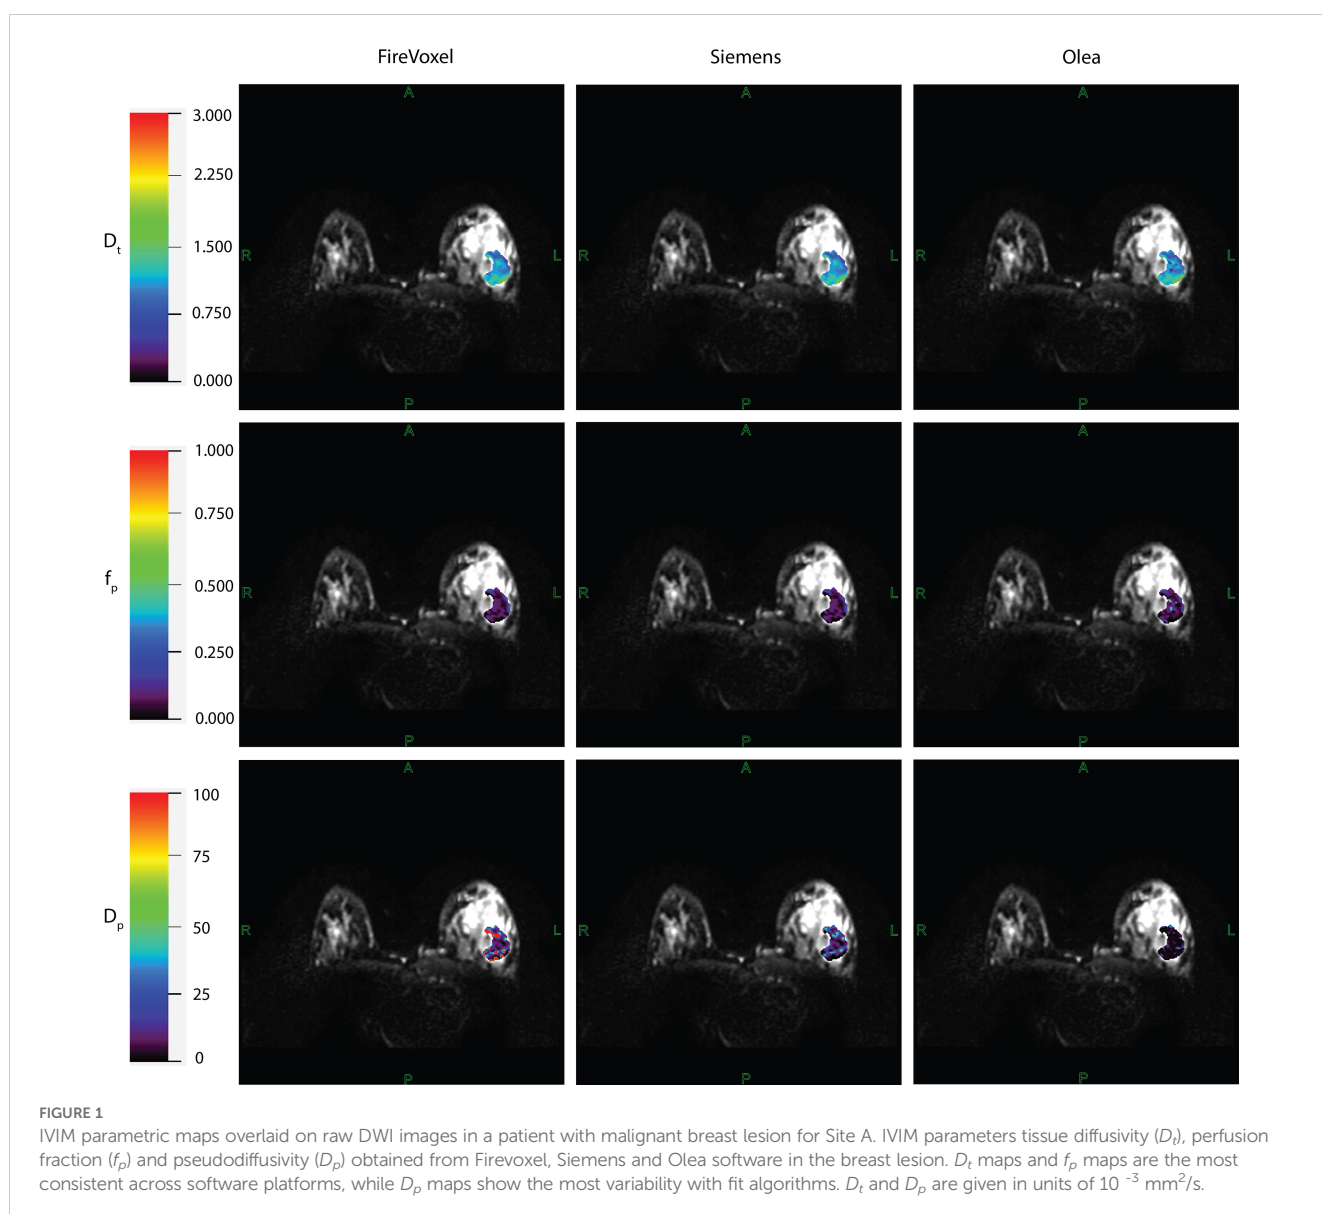 FireVoxel Siemens Olea
A A A
3.000
2.250
Dt
1.500
R L R L R L
0.750
0.000
P P P
1.000
A A A
0.750
fp
0.500
R L R L R L
0.250
0.000
P P P
A A A
100
75
Dp
50
R L R L R L
25
0
P P P
FIGURE 1
IVIM parametric maps overlaid on raw DWI images in a patient with malignant breast lesion for Site A. IVIM parameters tissue diffusivity (Dt), perfusion
fraction (fp) and pseudodiffusivity (Dp) obtained from Firevoxel, Siemens and Olea software in the breast lesion. Dt maps and fp maps are the most
consistent across software platforms, while Dp maps show the most variability with fit algorithms. Dt and Dp are given in units of 10 -3 mm2/s.